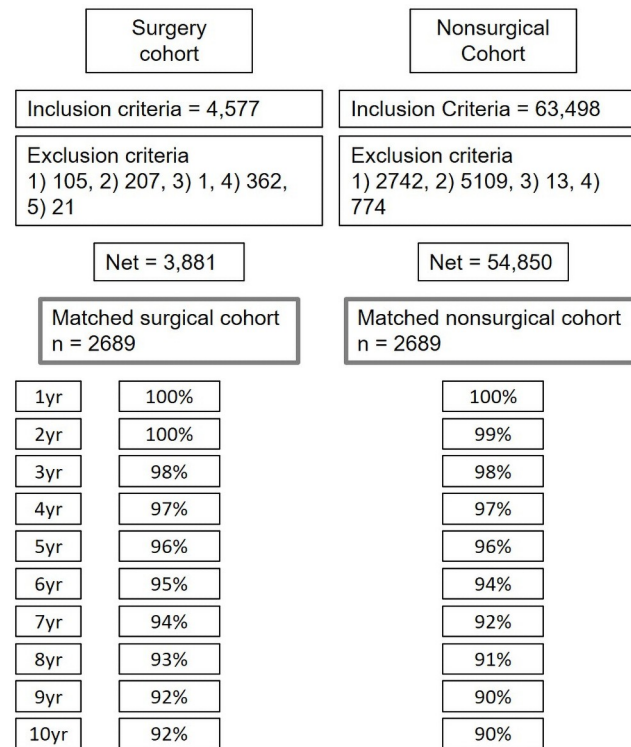 Surgery
cohort
Nonsurgical
Cohort
Inclusion criteria = 4,577
Inclusion Criteria = 63,498
Exclusion criteria
1) 105, 2) 207, 3) 1, 4) 362,
5) 21
Exclusion criteria
1) 2742, 2) 5109, 3) 13, 4)
774
Net = 3,881
Net = 54,850
Matched surgical cohort
n = 2689
Matched nonsurgical cohort
n = 2689
1yr 100% 100%
2yr 100% 99%
3yr 98% 98%
4yr 97% 97%
5yr 96% 96%
6yr 95% 94%
7yr 94% 92%
8yr 93% 91%
9yr 92% 90%
10yr 92% 90%